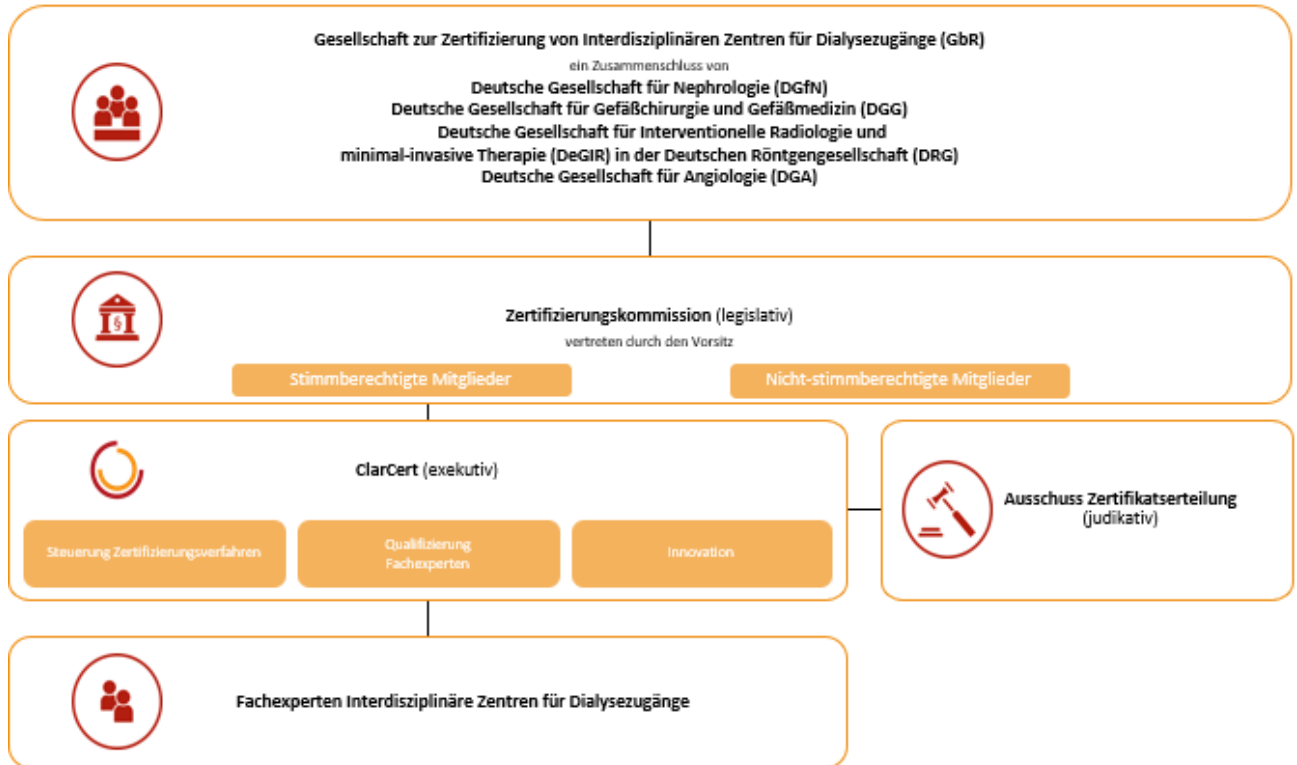 Gesellschaft zur Zertifizierung von Interdisziplinären Zentren für Dialysezugänge (GbR)
ein Zusammenschluss von
Deutsche Gesellschaft für Nephrologie (DGfN)
Deutsche Gesellschaft für Gefäßchirurgie und Gefäßmedizin (DGG)
Deutsche Gesellschaft für Interventionelle Radiologie und
minimal-invasive Therapie (DeGIR) in der Deutschen Röntgengesellschaft (DRG)
Deutsche Gesellschaft für Angiologie (DGA)
§
Zertifizierungskommission (legislativ)
vertreten durch den Vorsitz
Stimmberechtigte Mitglieder
Nicht-stimmberechtigte Mitglieder
ClarCert (exekutiv)
Steuerung Zertifizierungsverfahren
Qualifizierung
Fachexperten
Innovation
Ausschuss Zertifikatserteilung
(judikativ)
Fachexperten Interdisziplinäre Zentren für Dialysezugänge